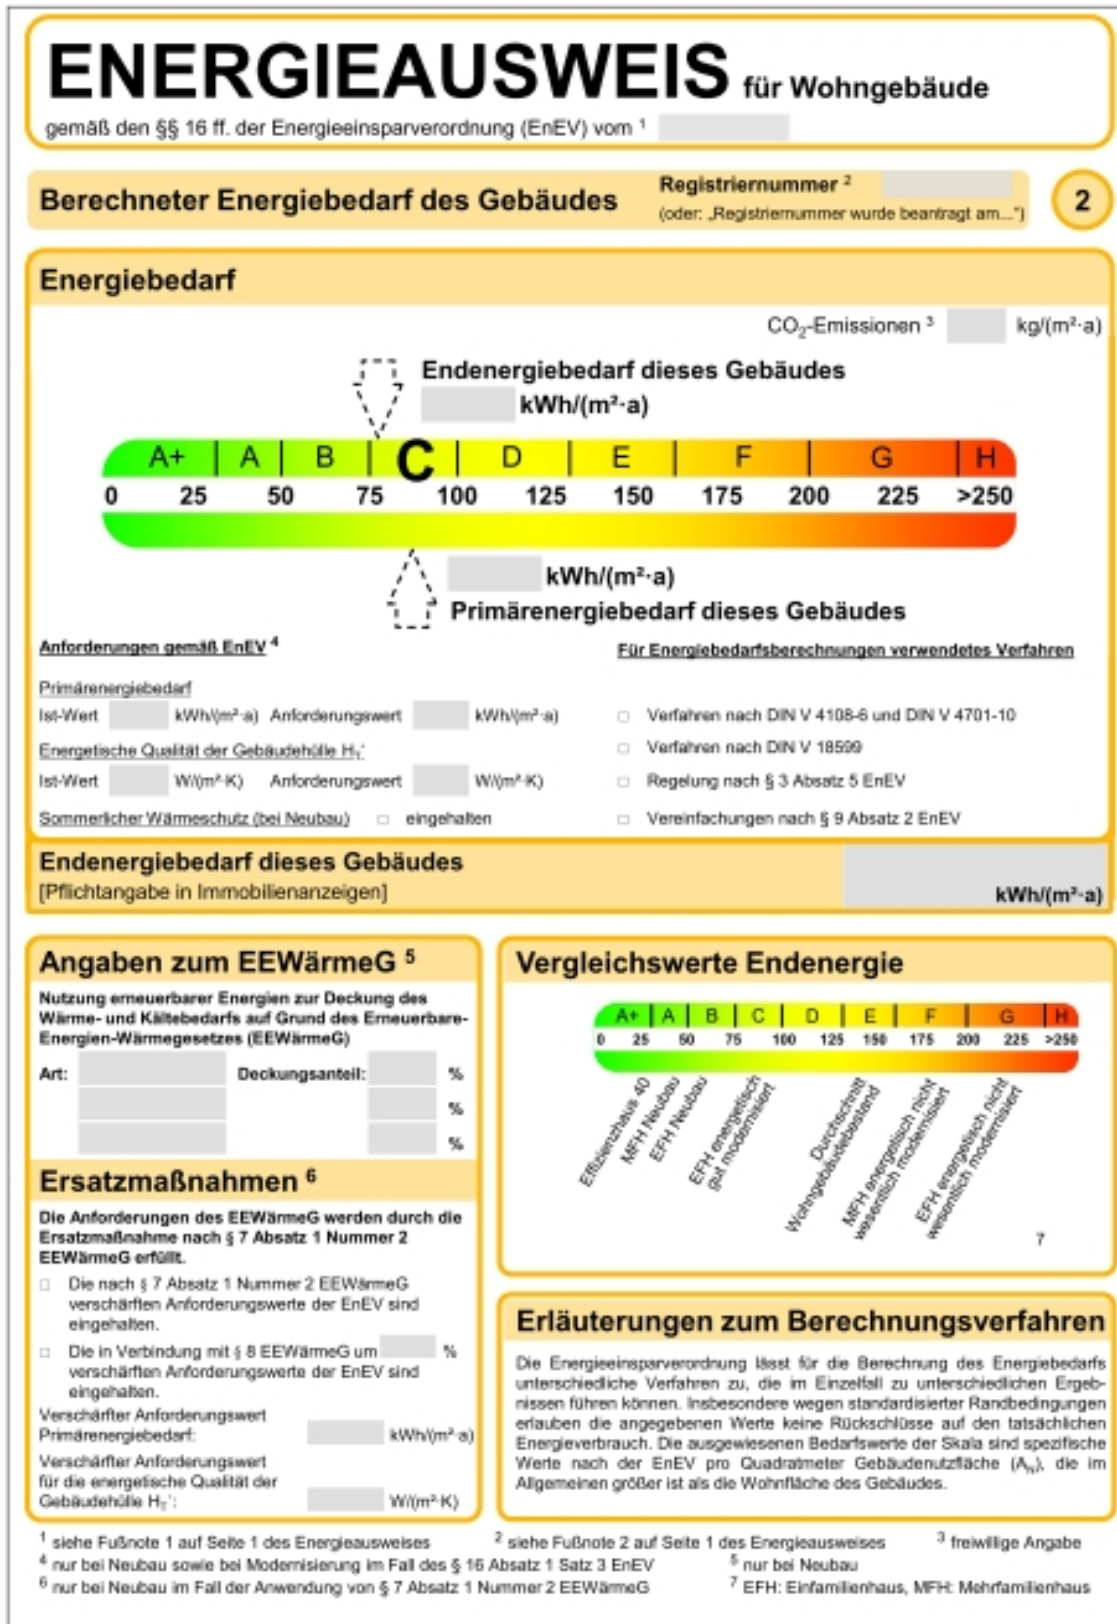 ENERGIEAUSWEIS für Wohngebäude
gemäß den §§ 16 ff. der Energieeinsparverordnung (EnEV) vom ¹
Berechneter Energiebedarf des Gebäudes
Registriernummer ²
(oder: „Registriernummer wurde beantragt am...“)
2
Energiebedarf
CO₂-Emissionen ³ kg/(m²·a)
Endenergiebedarf dieses Gebäudes
kWh/(m²·a)
A+ A B C D E F G H
0 25 50 75 100 125 150 175 200 225 >250
kWh/(m²·a)
Primärenergiebedarf dieses Gebäudes
Anforderungen gemäß EnEV ⁴
Primärenergiebedarf
Ist-Wert kWh/(m²·a) Anforderungswert kWh/(m²·a)
Energetische Qualität der Gebäudehülle H_T'
Ist-Wert W/(m²·K) Anforderungswert W/(m²·K)
Sommerlicher Wärmeschutz (bei Neubau) □ eingehalten
Für Energiebedarfsberechnungen verwendetes Verfahren
□ Verfahren nach DIN V 4108-6 und DIN V 4701-10
□ Verfahren nach DIN V 18599
□ Regelung nach § 3 Absatz 5 EnEV
□ Vereinfachungen nach § 9 Absatz 2 EnEV
Endenergiebedarf dieses Gebäudes
[Pflichtangabe in Immobilienanzeigen]
kWh/(m²·a)
Angaben zum EEWärmeG ⁵
Nutzung erneuerbarer Energien zur Deckung des
Wärme- und Kältebedarfs auf Grund des Erneuerbare-
Energien-Wärmegesetzes (EEWärmeG)
Art: Deckungsanteil: %
%
%
Ersatzmaßnahmen ⁶
Die Anforderungen des EEWärmeG werden durch die
Ersatzmaßnahme nach § 7 Absatz 1 Nummer 2
EEWärmeG erfüllt.
□ Die nach § 7 Absatz 1 Nummer 2 EEWärmeG
verschärften Anforderungswerte der EnEV sind
eingehalten.
□ Die in Verbindung mit § 8 EEWärmeG um %
verschärften Anforderungswerte der EnEV sind
eingehalten.
Verschärfter Anforderungswert
Primärenergiebedarf: kWh/(m²·a)
Verschärfter Anforderungswert
für die energetische Qualität der
Gebäudehülle H_T': W/(m²·K)
Vergleichswerte Endenergie
A+ A B C D E F G H
0 25 50 75 100 125 150 175 200 225 >250
Effizienzhaus 40
MFH Neubau
EFH Neubau
EFH energetisch
gut modernisiert
Durchschnitt
Wohngebäudebestand
MFH energetisch nicht
wesentlich modernisiert
EFH energetisch nicht
wesentlich modernisiert
7
Erläuterungen zum Berechnungsverfahren
Die Energieeinsparverordnung lässt für die Berechnung des Energiebedarfs
unterschiedliche Verfahren zu, die im Einzelfall zu unterschiedlichen Ergeb-
nissen führen können. Insbesondere wegen standardisierter Randbedingungen
erlauben die angegebenen Werte keine Rückschlüsse auf den tatsächlichen
Energieverbrauch. Die ausgewiesenen Bedarfswerte der Skala sind spezifische
Werte nach der EnEV pro Quadratmeter Gebäudenutzfläche (A_N), die im
Allgemeinen größer ist als die Wohnfläche des Gebäudes.
¹ siehe Fußnote 1 auf Seite 1 des Energieausweises ² siehe Fußnote 2 auf Seite 1 des Energieausweises ³ freiwillige Angabe
⁴ nur bei Neubau sowie bei Modernisierung im Fall des § 16 Absatz 1 Satz 3 EnEV ⁵ nur bei Neubau
⁶ nur bei Neubau im Fall der Anwendung von § 7 Absatz 1 Nummer 2 EEWärmeG ⁷ EFH: Einfamilienhaus, MFH: Mehrfamilienhaus